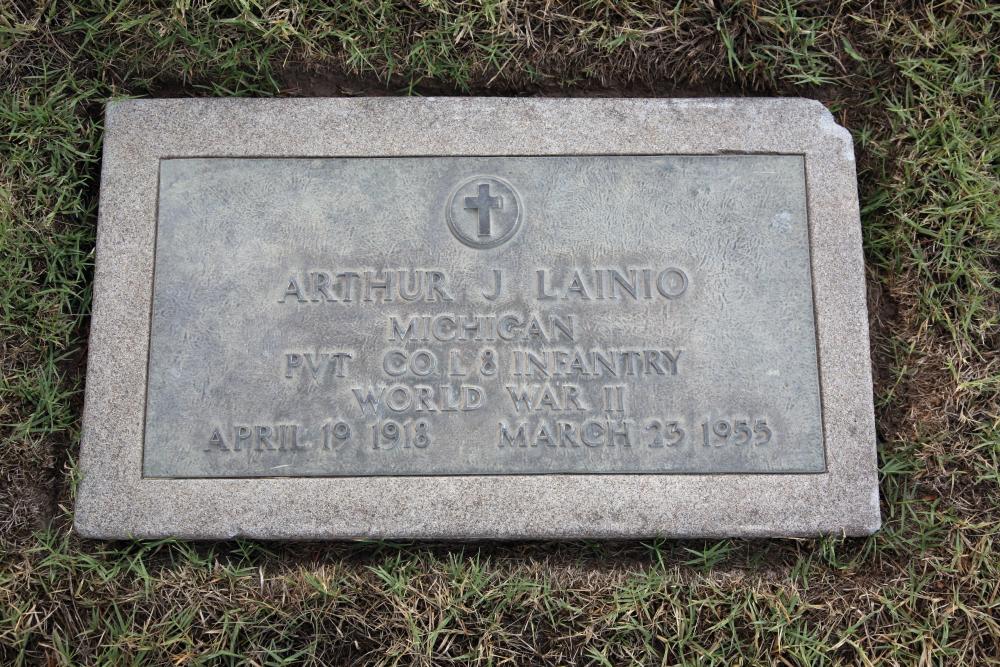 ARTHUR J LAINIO
MICHIGAN
PVT CO L 8 INFANTRY
WORLD WAR II
APRIL 19 1918 MARCH 23 1955